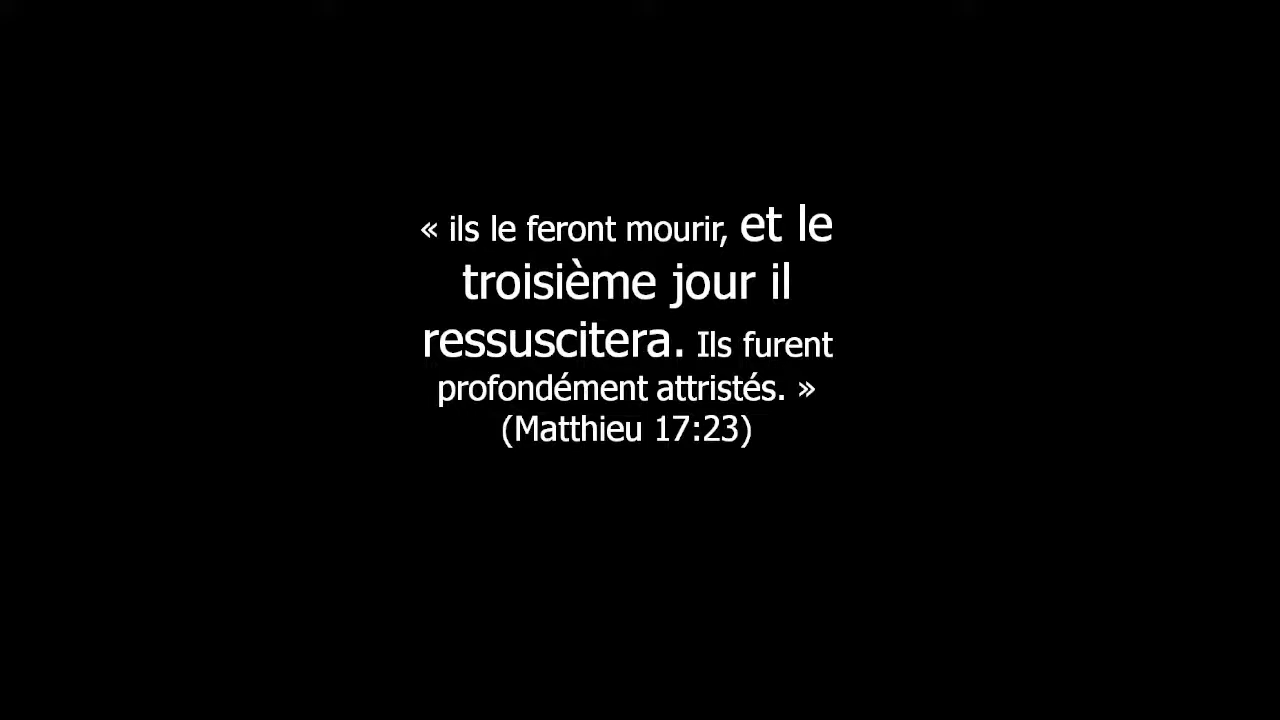 « ils le feront mourir, et le
troisième jour il
ressuscitera. Ils furent
profondément attristés. »
(Matthieu 17:23)